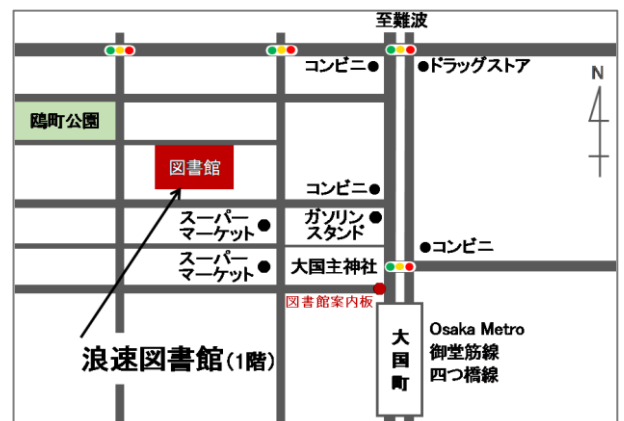 至難波
コンビニ
ドラッグストア
N
鴎町公園
図書館
コンビニ
スーパー
マーケット
ガソリン
スタンド
コンビニ
スーパー
マーケット
大国主神社
図書館案内板
浪速図書館(1階)
大国町
Osaka Metro
御堂筋線
四つ橋線